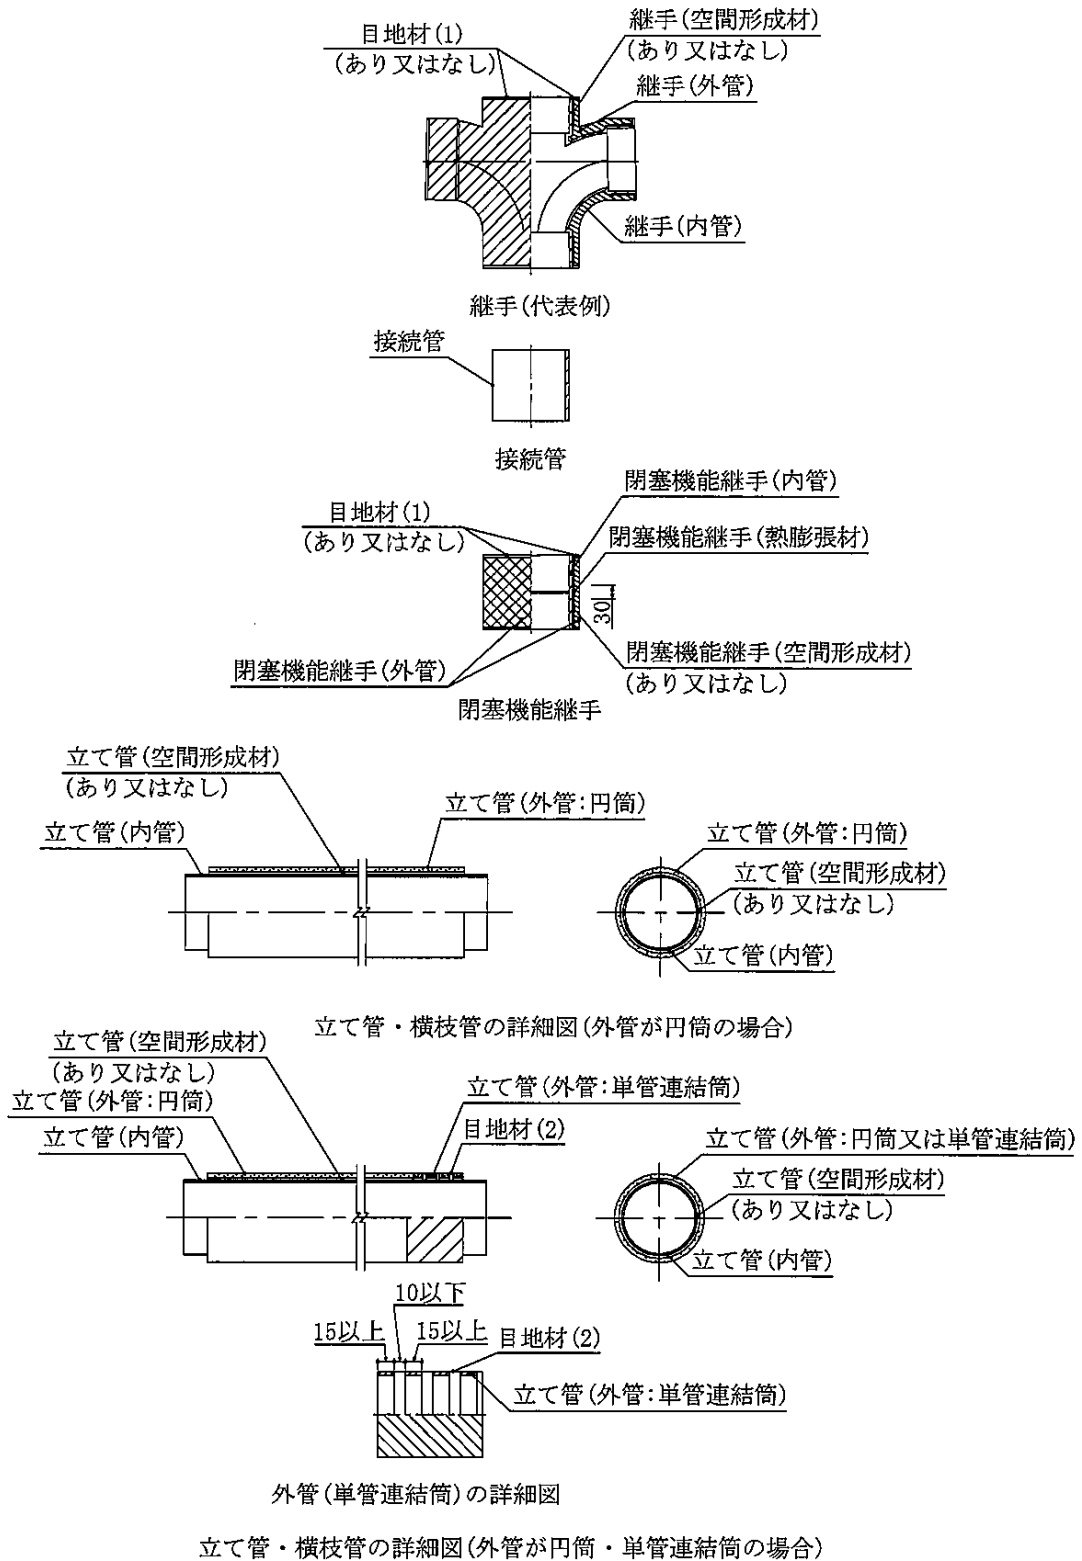 継手(空間形成材)
(あり又はなし)
目地材(1)
(あり又はなし)
継手(外管)
継手(内管)
継手(代表例)
接続管
接続管
閉塞機能継手(内管)
目地材(1)
(あり又はなし)
閉塞機能継手(熱膨張材)
30
閉塞機能継手(空間形成材)
(あり又はなし)
閉塞機能継手(外管)
閉塞機能継手
立て管(空間形成材)
(あり又はなし)
立て管(外管:円筒)
立て管(内管)
立て管(外管:円筒)
立て管(空間形成材)
(あり又はなし)
立て管(内管)
立て管・横枝管の詳細図(外管が円筒の場合)
立て管(空間形成材)
(あり又はなし)
立て管(外管:円筒)
立て管(内管)
立て管(外管:単管連結筒)
目地材(2)
立て管(外管:円筒又は単管連結筒)
立て管(空間形成材)
(あり又はなし)
立て管(内管)
10以下
15以上
15以上
目地材(2)
立て管(外管:単管連結筒)
外管(単管連結筒)の詳細図
立て管・横枝管の詳細図(外管が円筒・単管連結筒の場合)